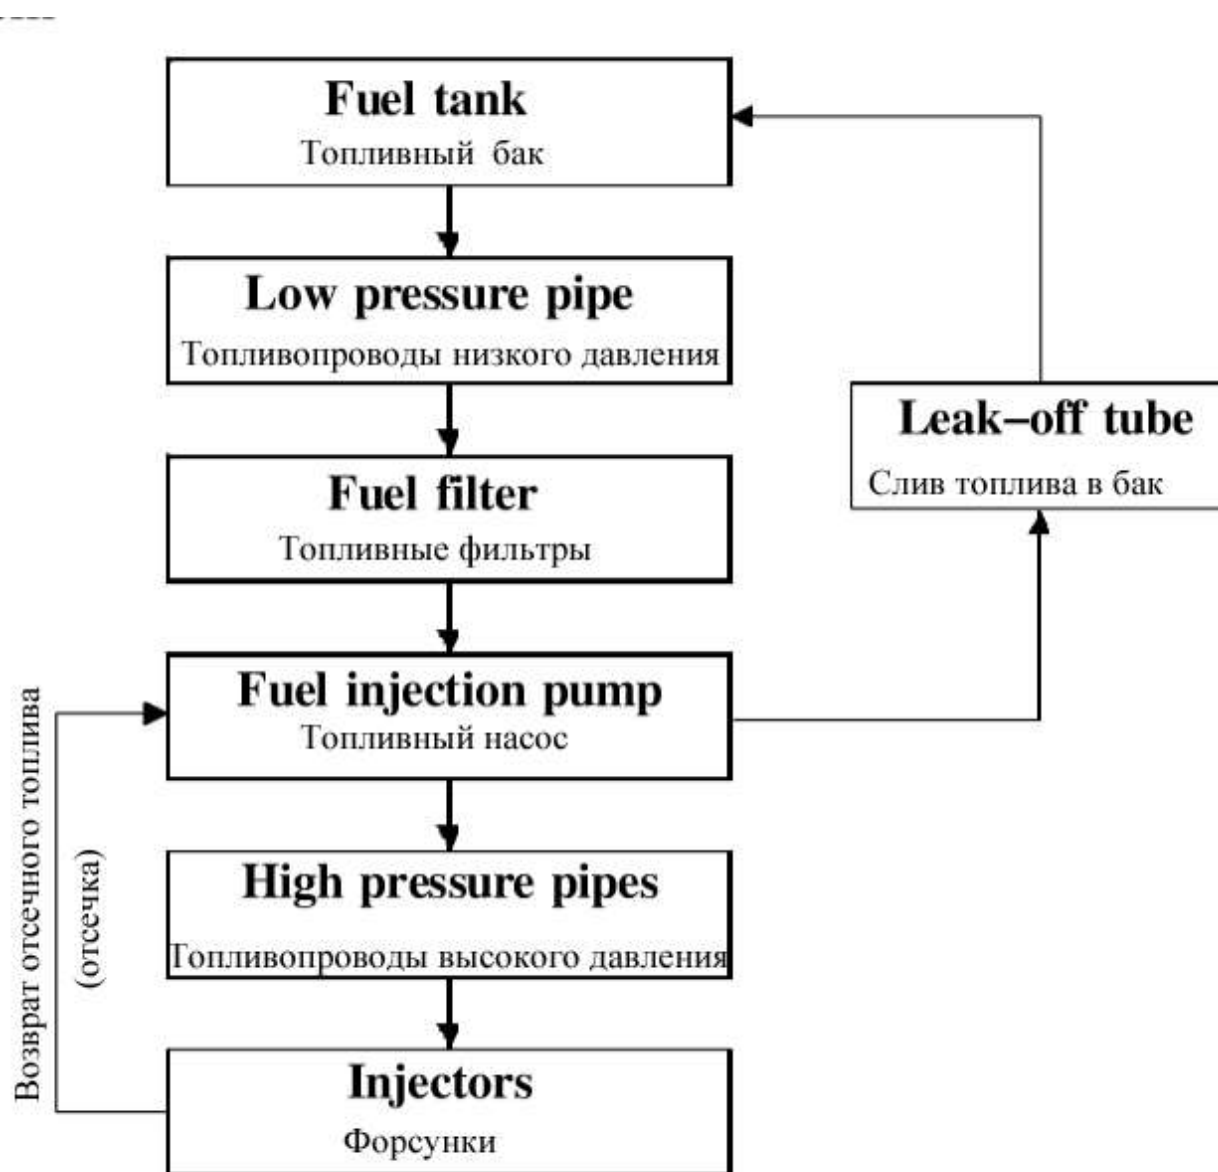 Fuel tank
Топливный бак
Low pressure pipe
Топливопроводы низкого давления
Leak-off tube
Слив топлива в бак
Fuel filter
Топливные фильтры
Fuel injection pump
Топливный насос
Возврат отсечного топлива
(отсечка)
High pressure pipes
Топливопроводы высокого давления
Injectors
Форсунки